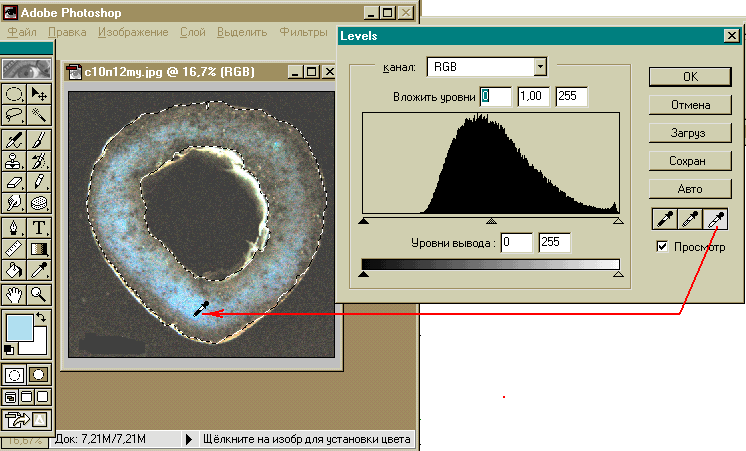 Adobe Photoshop
Файл Правка Изображение Слой Выделить Фильтры
с10п12my.jpg @ 16,7% (RGB)
Levels
канал: RGB
Вложить уровни 0 1,00 255
OK
Отмена
Загруз
Сохран
Авто
Уровни вывода : 0 255
Просмотр
T
16,67% Док: 7,21M/7,21M Щёлкните на изобр для установки цвета